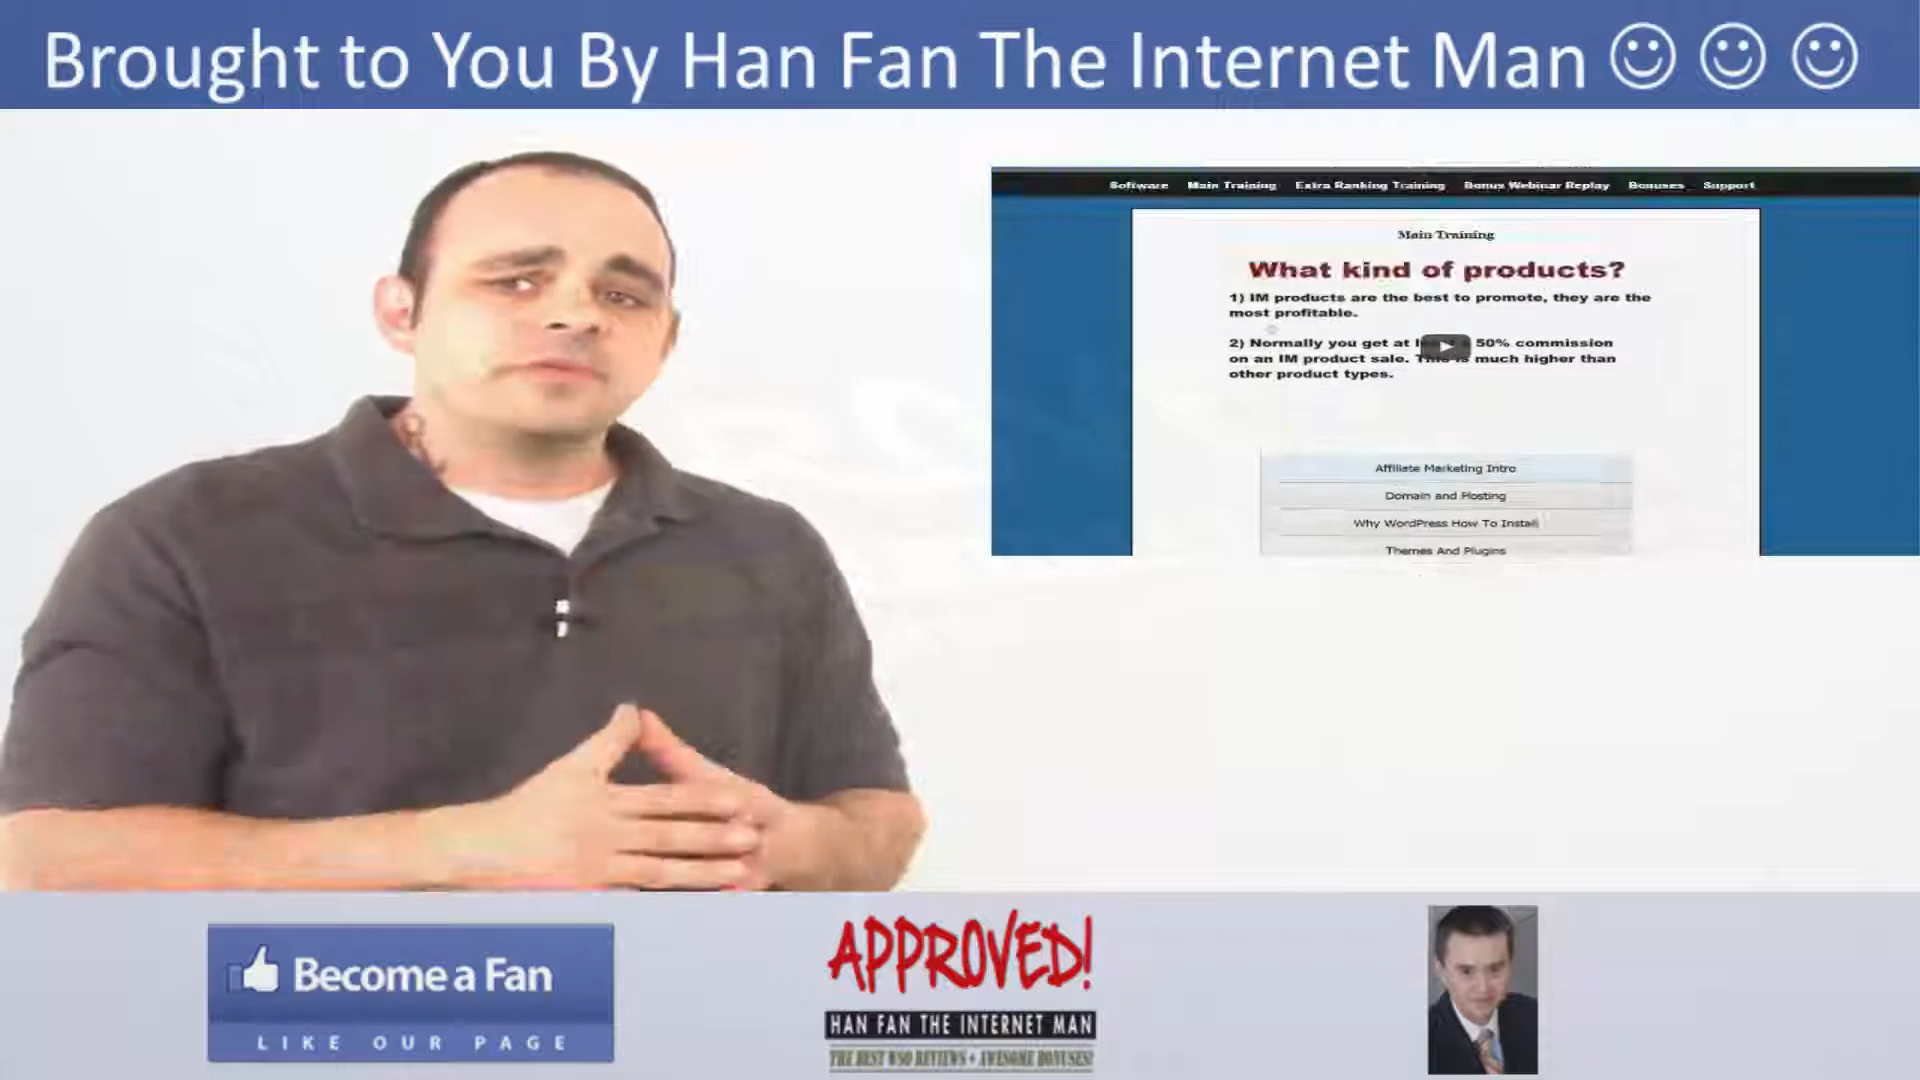 Brought to You By Han Fan The Internet Man
Software Main Training Extra Ranking Training Bonus Webinar Replay Bonuses Support
Main Training
What kind of products?
1) IM products are the best to promote, they are the
most profitable.
2) Normally you get at 50% commission
on an IM product sale. This is much higher than
other product types.
Affiliate Marketing Intro
Domain and Hosting
Why WordPress How To Install
Themes And Plugins
Become a Fan
LIKE OUR PAGE
APPROVED!
HAN FAN THE INTERNET MAN
THE BEST WSO REVIEWS + AWESOME BONUSES!